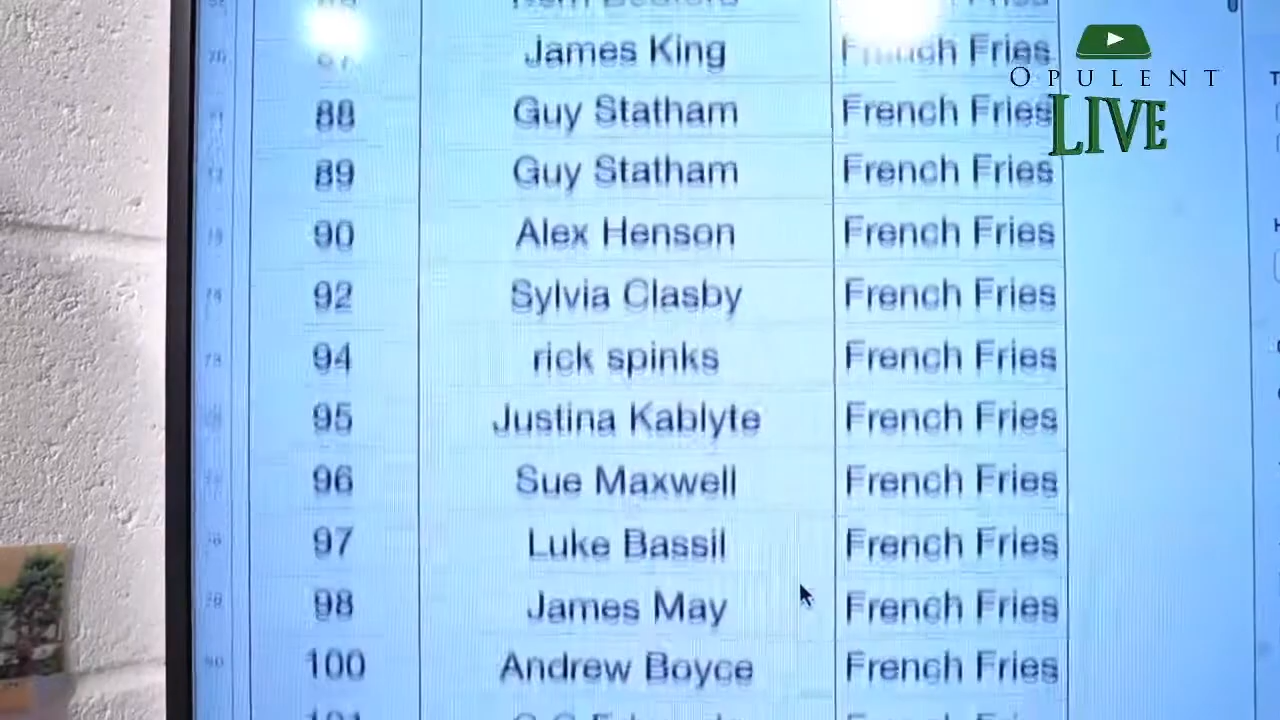 James King French Fries
OPULENT
LIVE
88 Guy Statham French Fries
89 Guy Statham French Fries
90 Alex Henson French Fries
92 Sylvia Clasby French Fries
94 rick spinks French Fries
95 Justina Kablyte French Fries
96 Sue Maxwell French Fries
97 Luke Bassil French Fries
98 James May French Fries
100 Andrew Boyce French Fries